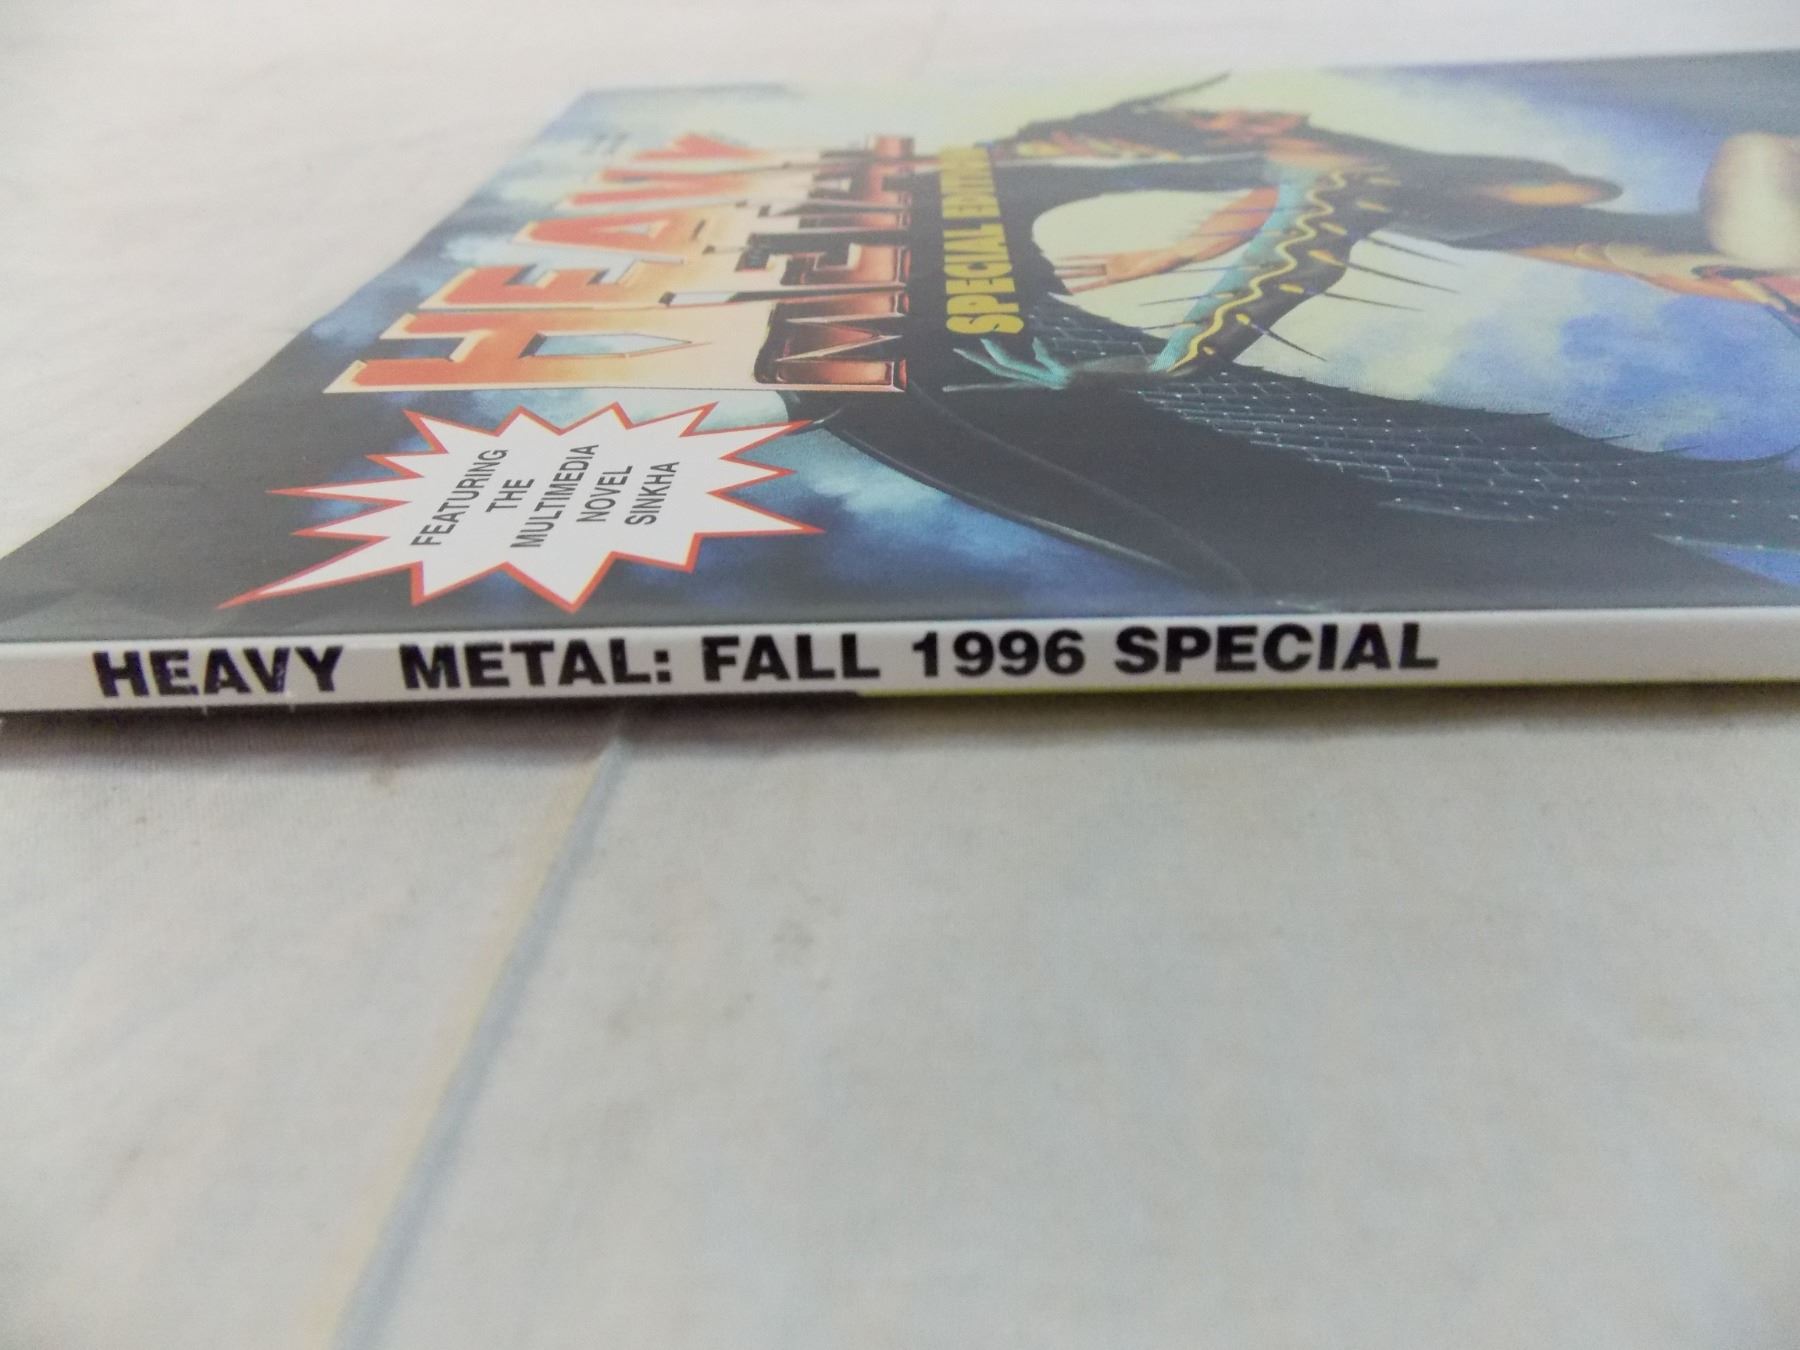 HEAVY
METAL
SPECIAL EDITION
FEATURING
THE
MULTIMEDIA
NOVEL
SINKHA
HEAVY METAL: FALL 1996 SPECIAL